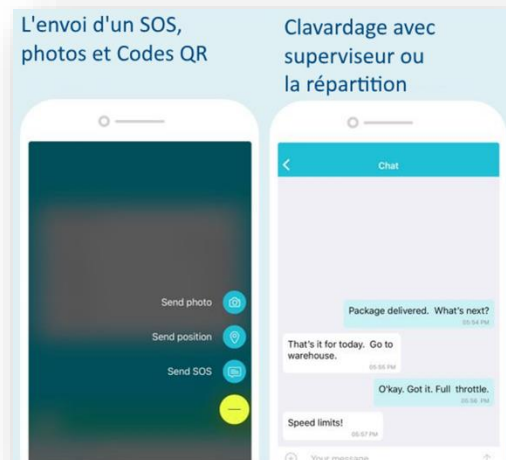 L'envoi d'un SOS,
photos et Codes QR
Send photo
Send position
Send SOS
Clavardage avec
superviseur ou
la répartition
Chat
Package delivered. What's next?
05:54 PM
That's it for today. Go to
warehouse.
05:55 PM
O'kay. Got it. Full throttle.
05:56 PM
Speed limits!
05:57 PM
Your message